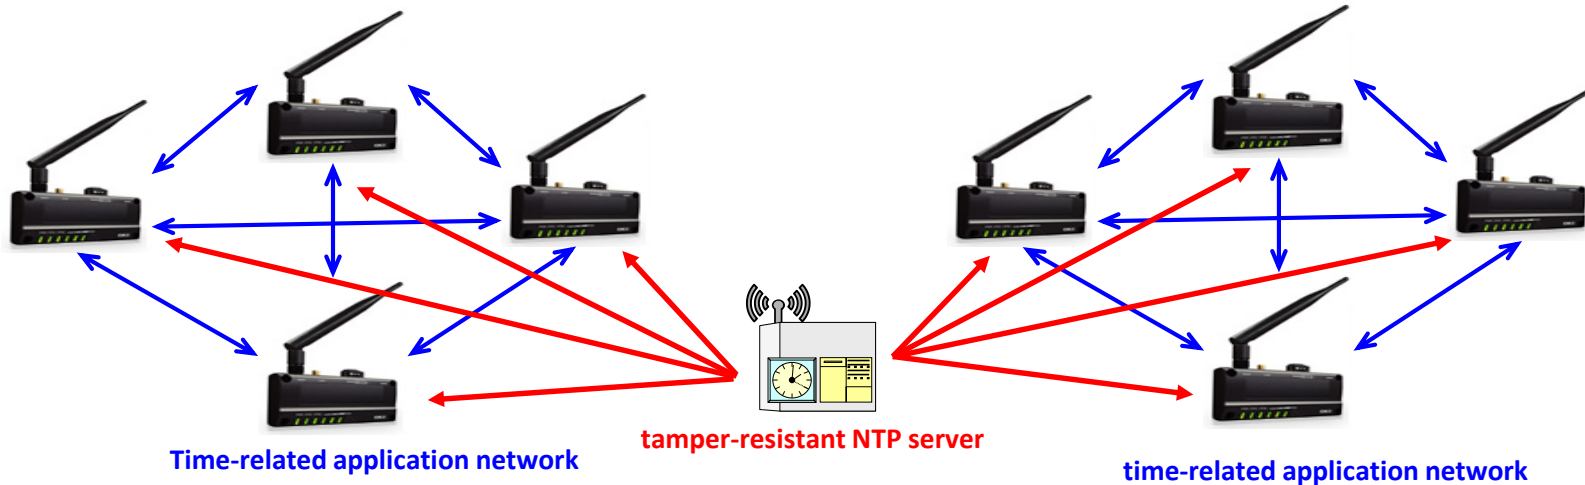 tamper-resistant NTP server
Time-related application network
time-related application network